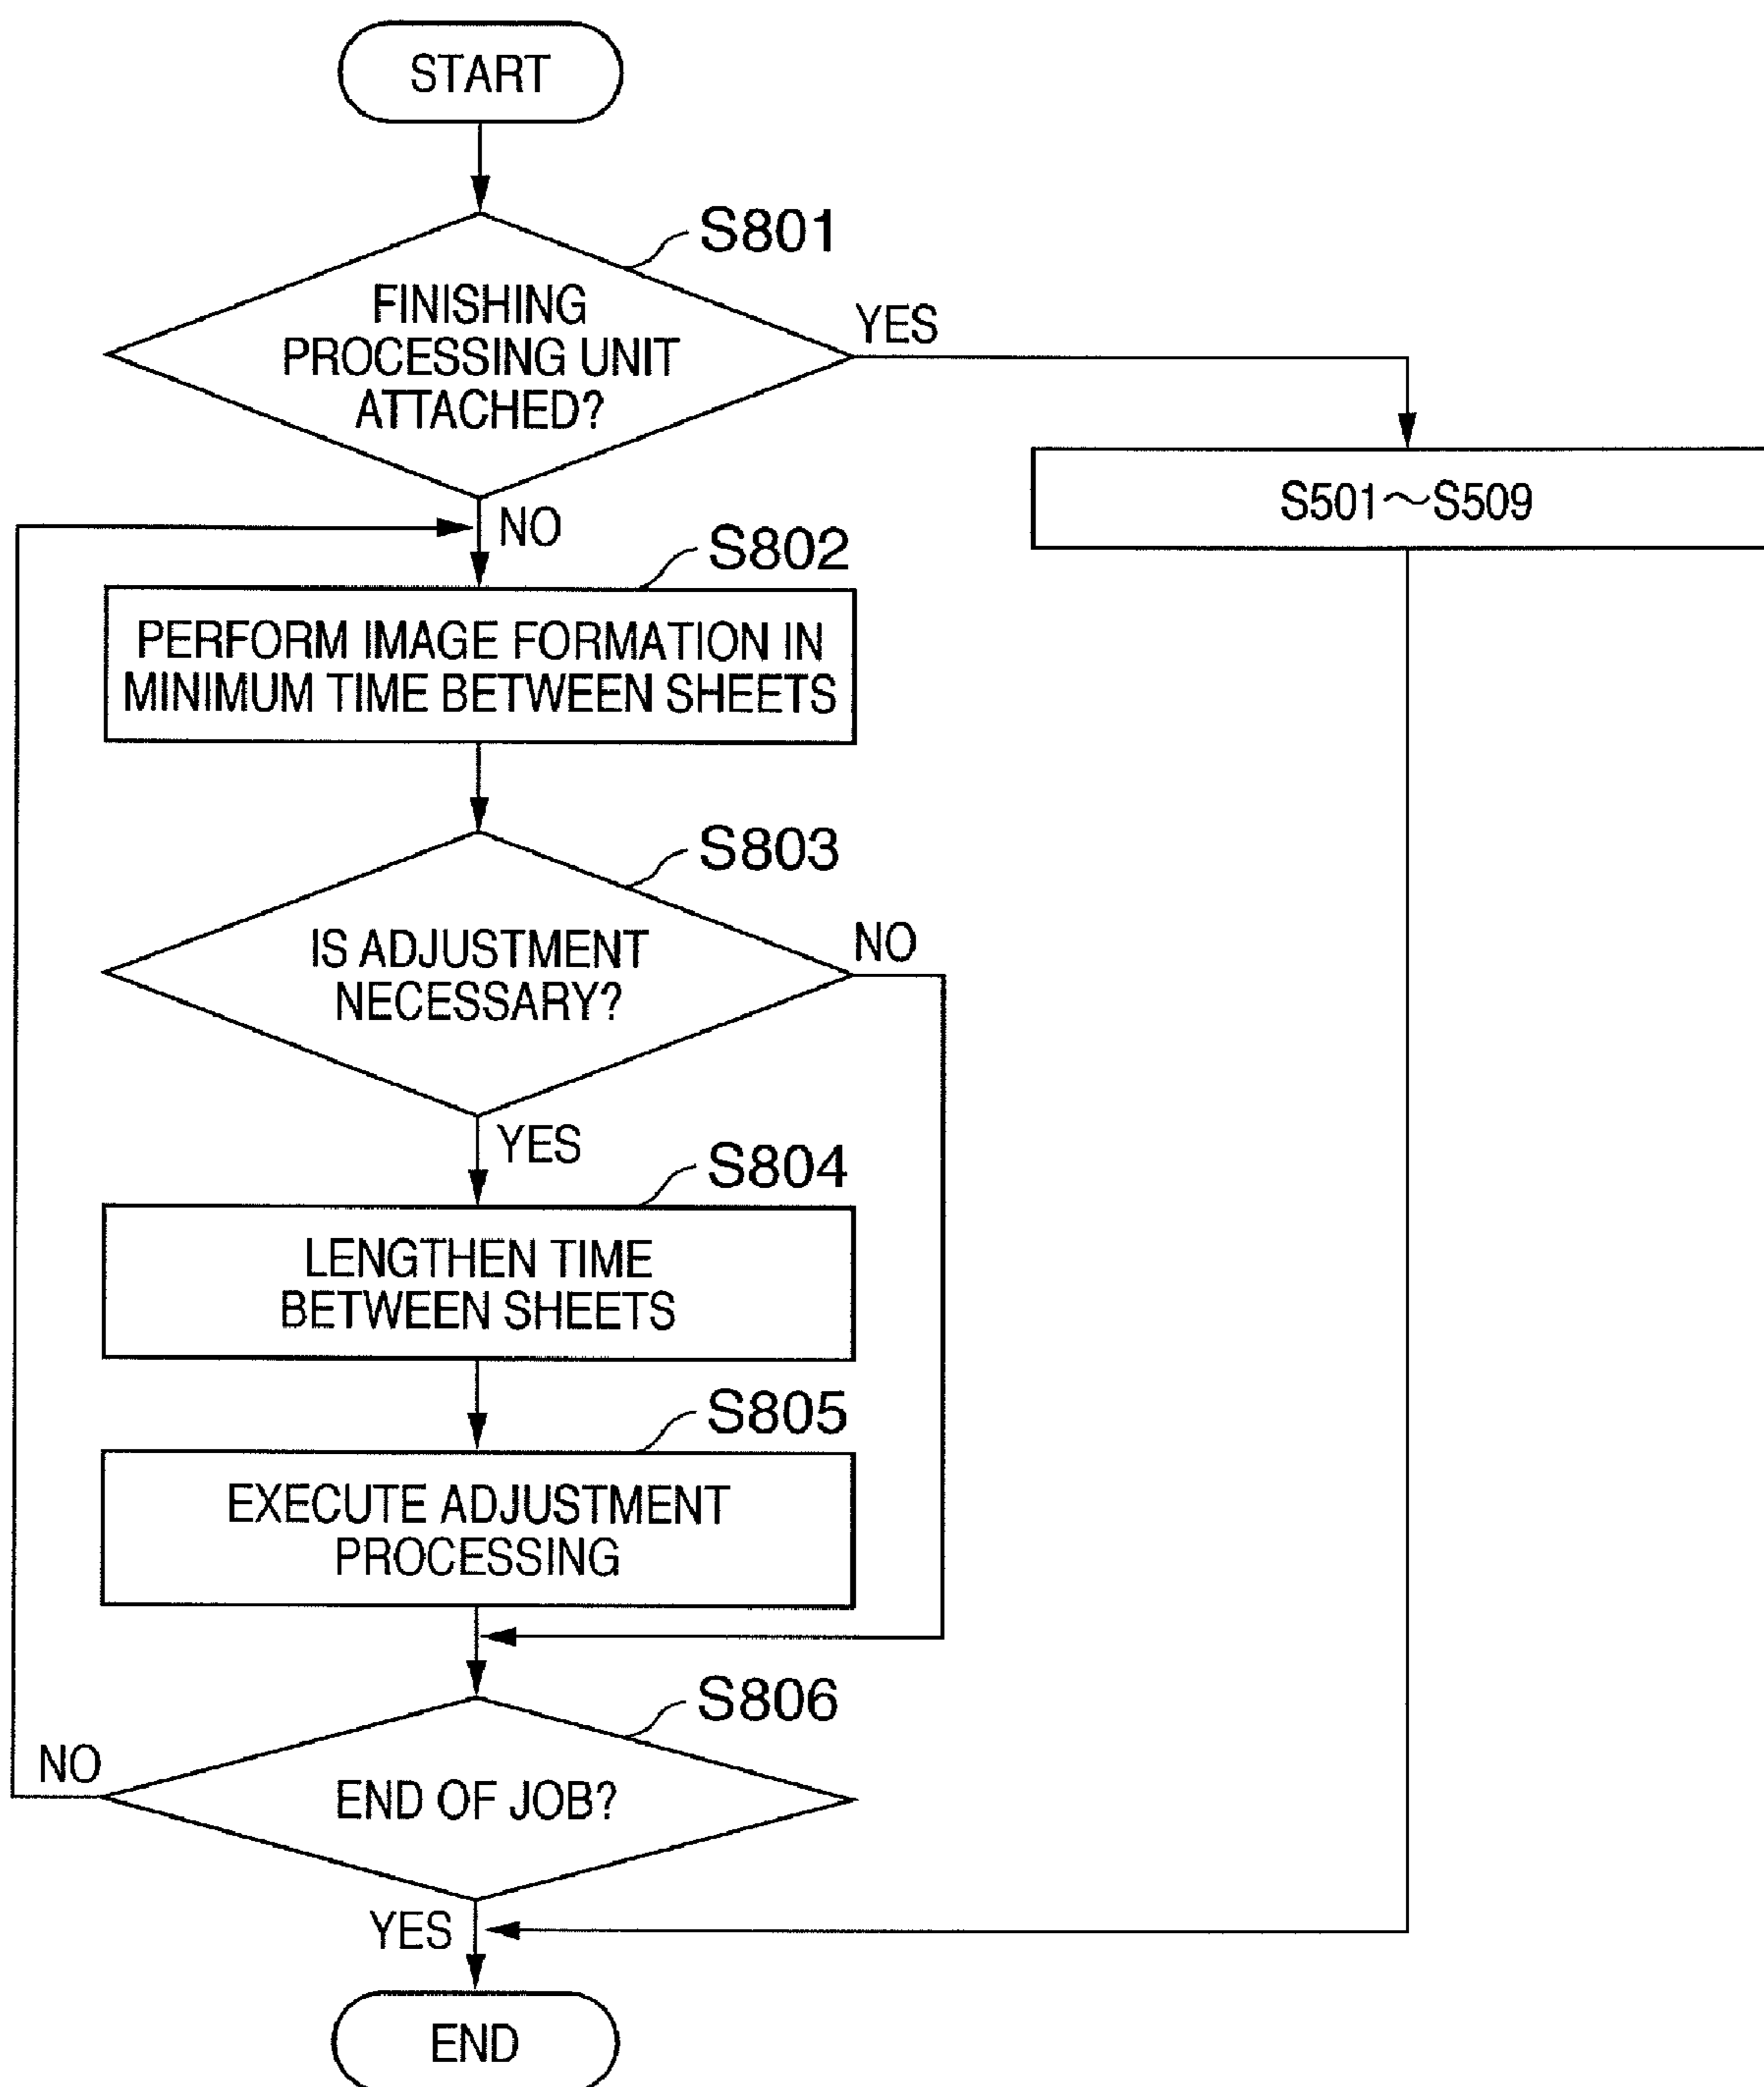 START
S801
FINISHING
PROCESSING UNIT
ATTACHED?
YES
S501~S509
NO
S802
PERFORM IMAGE FORMATION IN
MINIMUM TIME BETWEEN SHEETS
S803
IS ADJUSTMENT
NECESSARY?
NO
YES
S804
LENGTHEN TIME
BETWEEN SHEETS
S805
EXECUTE ADJUSTMENT
PROCESSING
S806
NO
END OF JOB?
YES
END